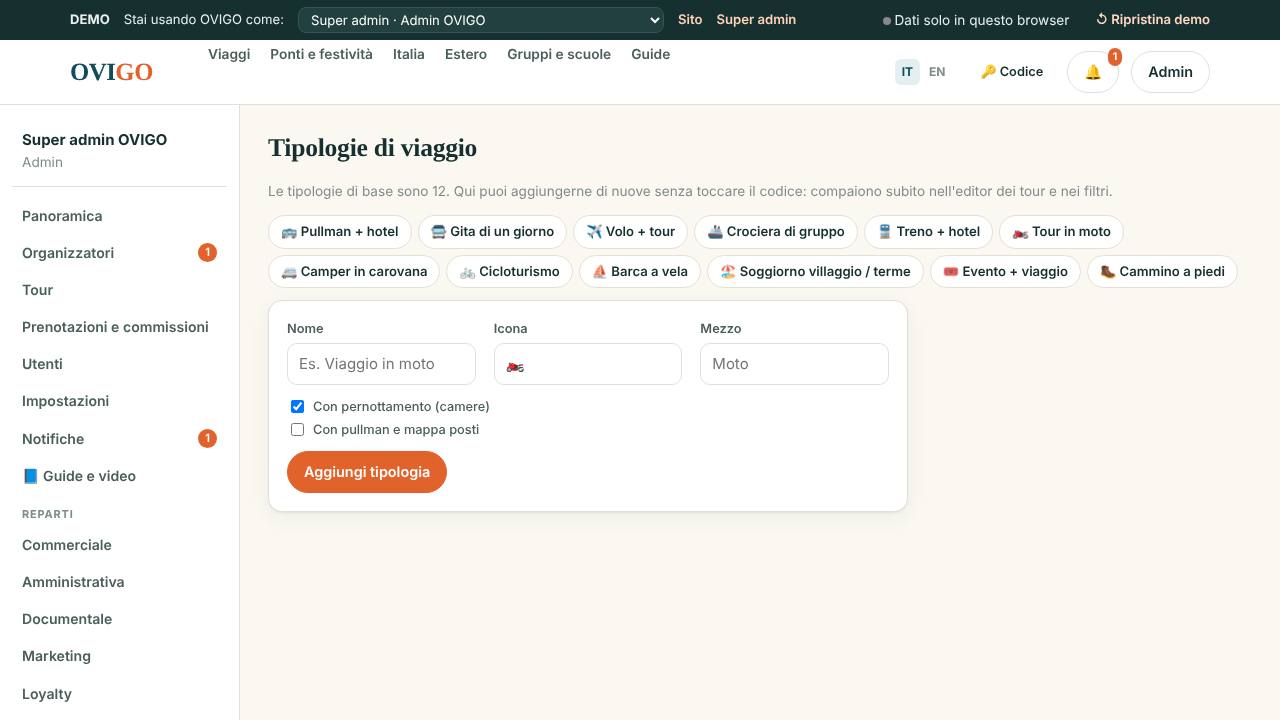 DEMO Stai usando OVIGO come: Super admin · Admin OVIGO Sito Super admin Dati solo in questo browser ↺ Ripristina demo
OVIGO Viaggi Ponti e festività Italia Estero Gruppi e scuole Guide IT EN 🔑 Codice 🔔 1 Admin
Super admin OVIGO
Admin
Panoramica
Organizzatori 1
Tour
Prenotazioni e commissioni
Utenti
Impostazioni
Notifiche 1
📘 Guide e video
REPARTI
Commerciale
Amministrativa
Documentale
Marketing
Loyalty
Tipologie di viaggio
Le tipologie di base sono 12. Qui puoi aggiungerne di nuove senza toccare il codice: compaiono subito nell'editor dei tour e nei filtri.
🚌 Pullman + hotel 🚍 Gita di un giorno ✈️ Volo + tour 🚢 Crociera di gruppo 🚆 Treno + hotel 🏍️ Tour in moto
🚐 Camper in carovana 🚲 Cicloturismo ⛵ Barca a vela 🏖️ Soggiorno villaggio / terme 🎟️ Evento + viaggio 🥾 Cammino a piedi
Nome Icona Mezzo
Es. Viaggio in moto 🏍️ Moto
Con pernottamento (camere)
Con pullman e mappa posti
Aggiungi tipologia